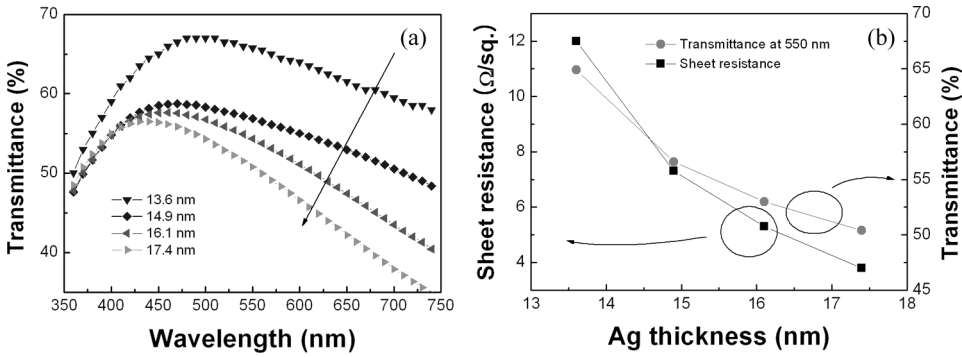 (a)
Transmittance (%)
70
60
50
40
13.6 nm
14.9 nm
16.1 nm
17.4 nm
350 400 450 500 550 600 650 700 750
Wavelength (nm)
(b)
Sheet resistance (Ω/sq.)
12
10
8
6
4
Transmittance at 550 nm
Sheet resistance
70
65
60
55
50
45
Transmittance (%)
13 14 15 16 17 18
Ag thickness (nm)